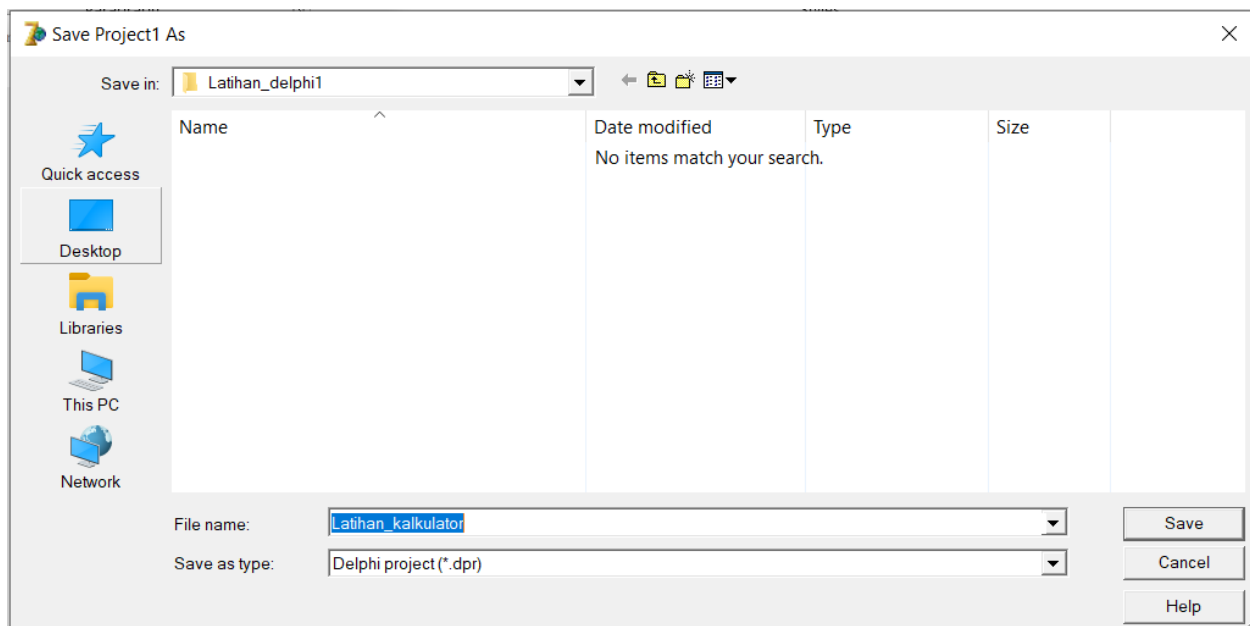 Save Project1 As
Save in: Latihan_delphi1
Name Date modified Type Size
No items match your search.
Quick access
Desktop
Libraries
This PC
Network
File name: Latihan_kalkulator Save
Save as type: Delphi project (*.dpr) Cancel
Help